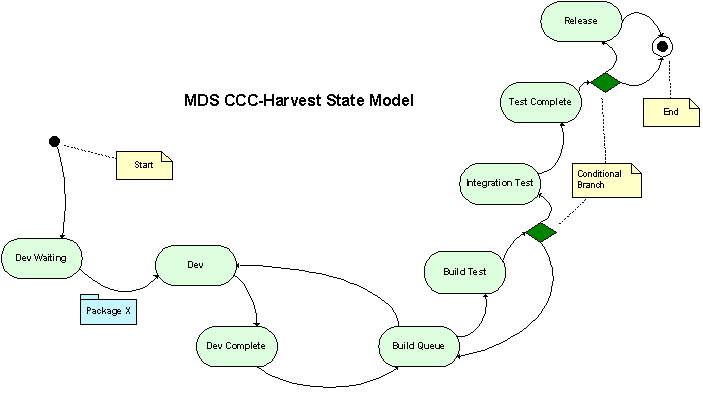 Release
MDS CCC-Harvest State Model
Test Complete
End
Start
Integration Test
Conditional
Branch
Dev Waiting
Dev
Build Test
Package X
Dev Complete
Build Queue